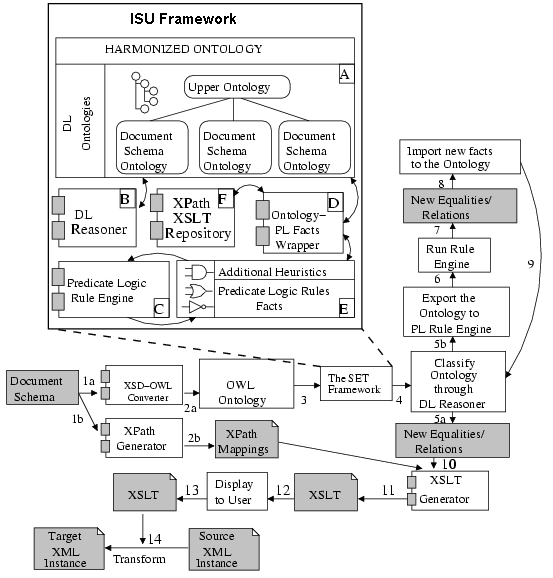 ISU Framework
HARMONIZED ONTOLOGY
A
DL
Ontologies
Upper Ontology
Document
Schema
Ontology
Document
Schema
Ontology
Document
Schema
Ontology
B
DL
Reasoner
F
XPath
XSLT
Repository
D
Ontology–
PL Facts
Wrapper
Predicate Logic
Rule Engine
C
Additional Heuristics
Predicate Logic Rules
Facts
E
Import new facts
to the Ontology
8
New Equalities/
Relations
7
Run Rule
Engine
9
6
Export the
Ontology to
PL Rule Engine
5b
Document
Schema
1a
1b
XSD–OWL
Converter
2a
OWL
Ontology
3
The SET
Framework
4
Classify
Ontology
through
DL Reasoner
5a
XPath
Generator
2b
XPath
Mappings
New Equalities/
Relations
10
XSLT
Generator
11
XSLT
12
Display
to User
13
XSLT
14
Transform
Target
XML
Instance
Source
XML
Instance